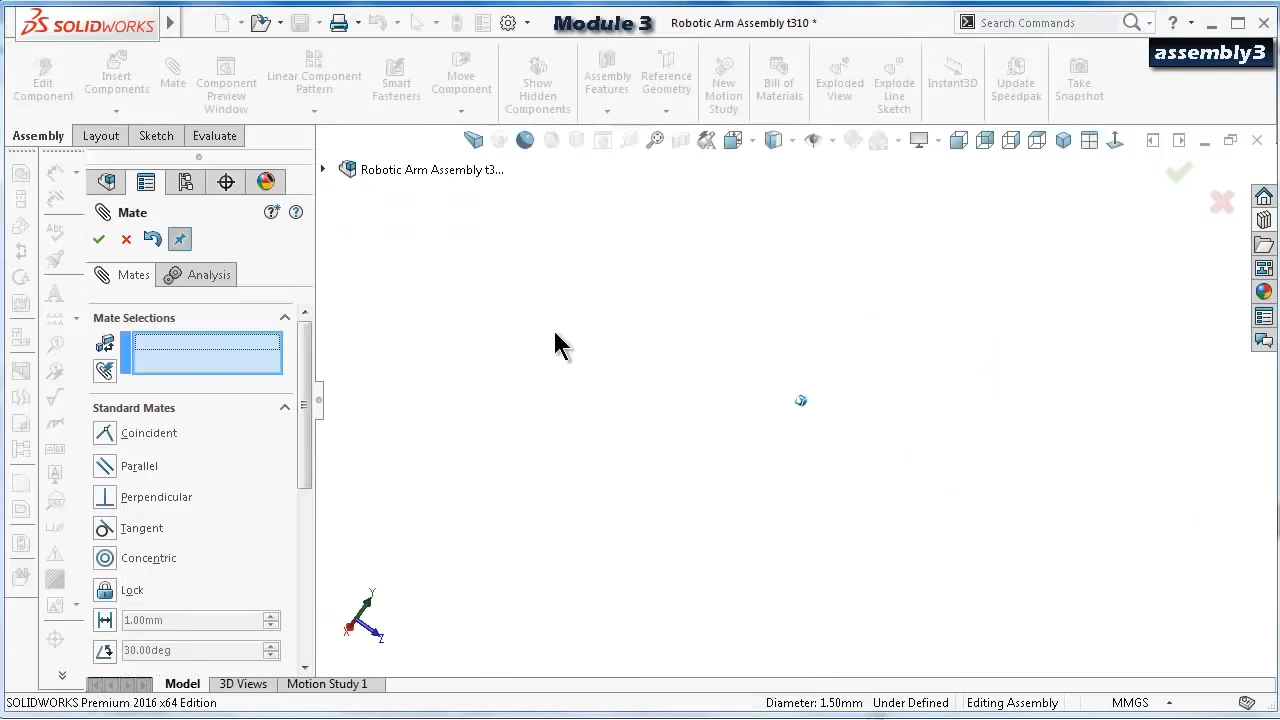 SOLIDWORKS
Module 3
Robotic Arm Assembly t310 *
Search Commands
assembly3
Edit Component
Insert Components
Mate
Component Preview Window
Linear Component Pattern
Smart Fasteners
Move Component
Show Hidden Components
Assembly Features
Reference Geometry
New Motion Study
Bill of Materials
Exploded View
Explode Line Sketch
Instant3D
Update Speedpak
Take Snapshot
Assembly
Layout
Sketch
Evaluate
Robotic Arm Assembly t3...
Mate
Mates
Analysis
Mate Selections
Standard Mates
Coincident
Parallel
Perpendicular
Tangent
Concentric
Lock
1.00mm
30.00deg
Y
X
Z
Model
3D Views
Motion Study 1
SOLIDWORKS Premium 2016 x64 Edition
Diameter: 1.50mm
Under Defined
Editing Assembly
MMGS